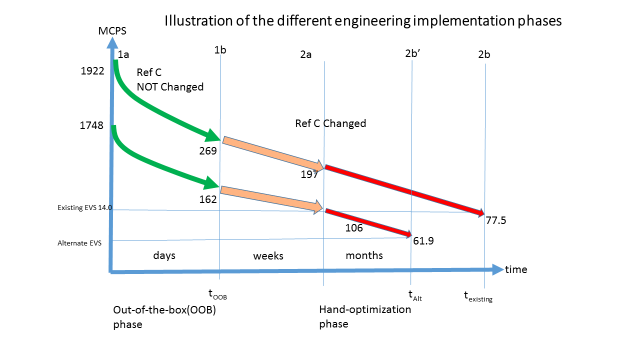 Illustration of the different engineering implementation phases
MCPS
1a
1b
2a
2b'
2b
1922
Ref C
NOT Changed
1748
Ref C Changed
269
197
162
Existing EVS 14.0
77.5
106
61.9
Alternate EVS
days
weeks
months
time
tOOB
tAlt
texisting
Out-of-the-box(OOB)
phase
Hand-optimization
phase